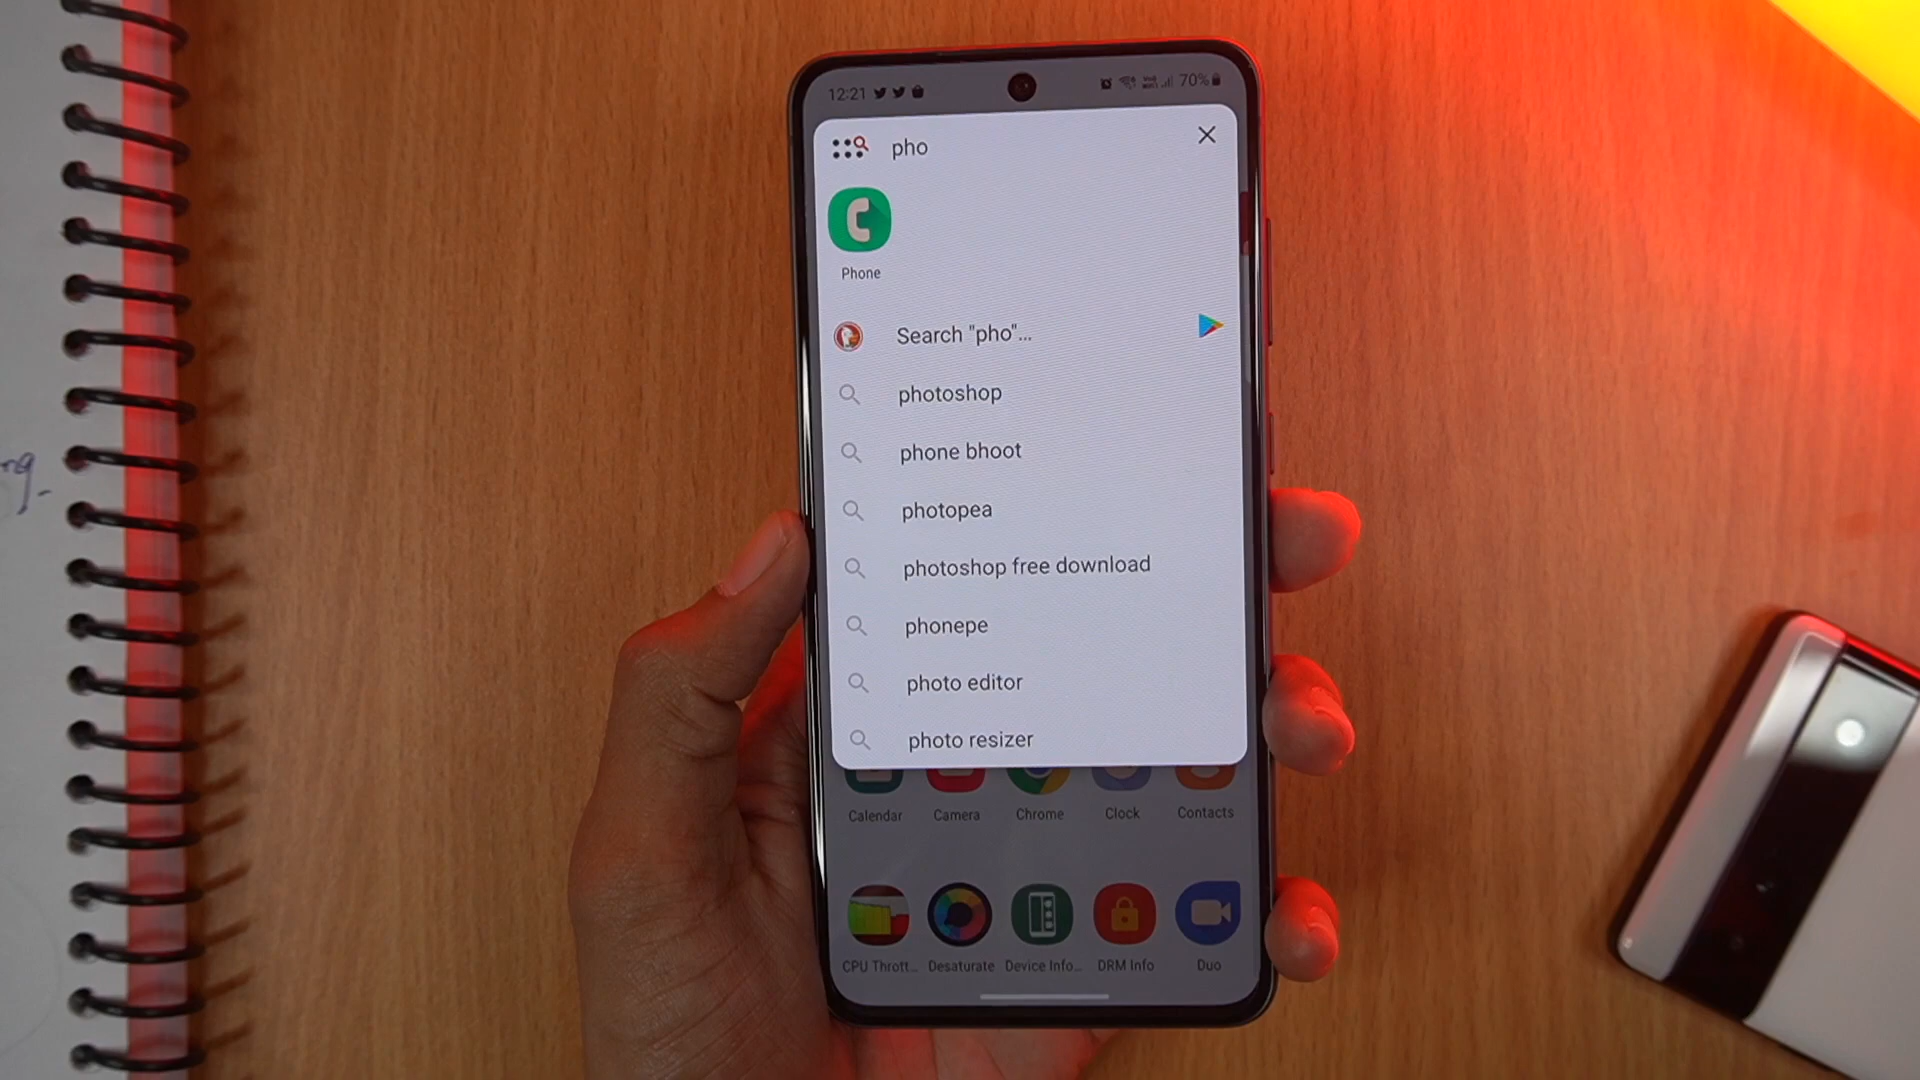 12:21
70%
pho
Phone
Search "pho"...
photoshop
phone bhoot
photopea
photoshop free download
phonepe
photo editor
photo resizer
Calendar Camera Chrome Clock Contacts
CPU Thrott... Desaturate Device Info... DRM Info Duo